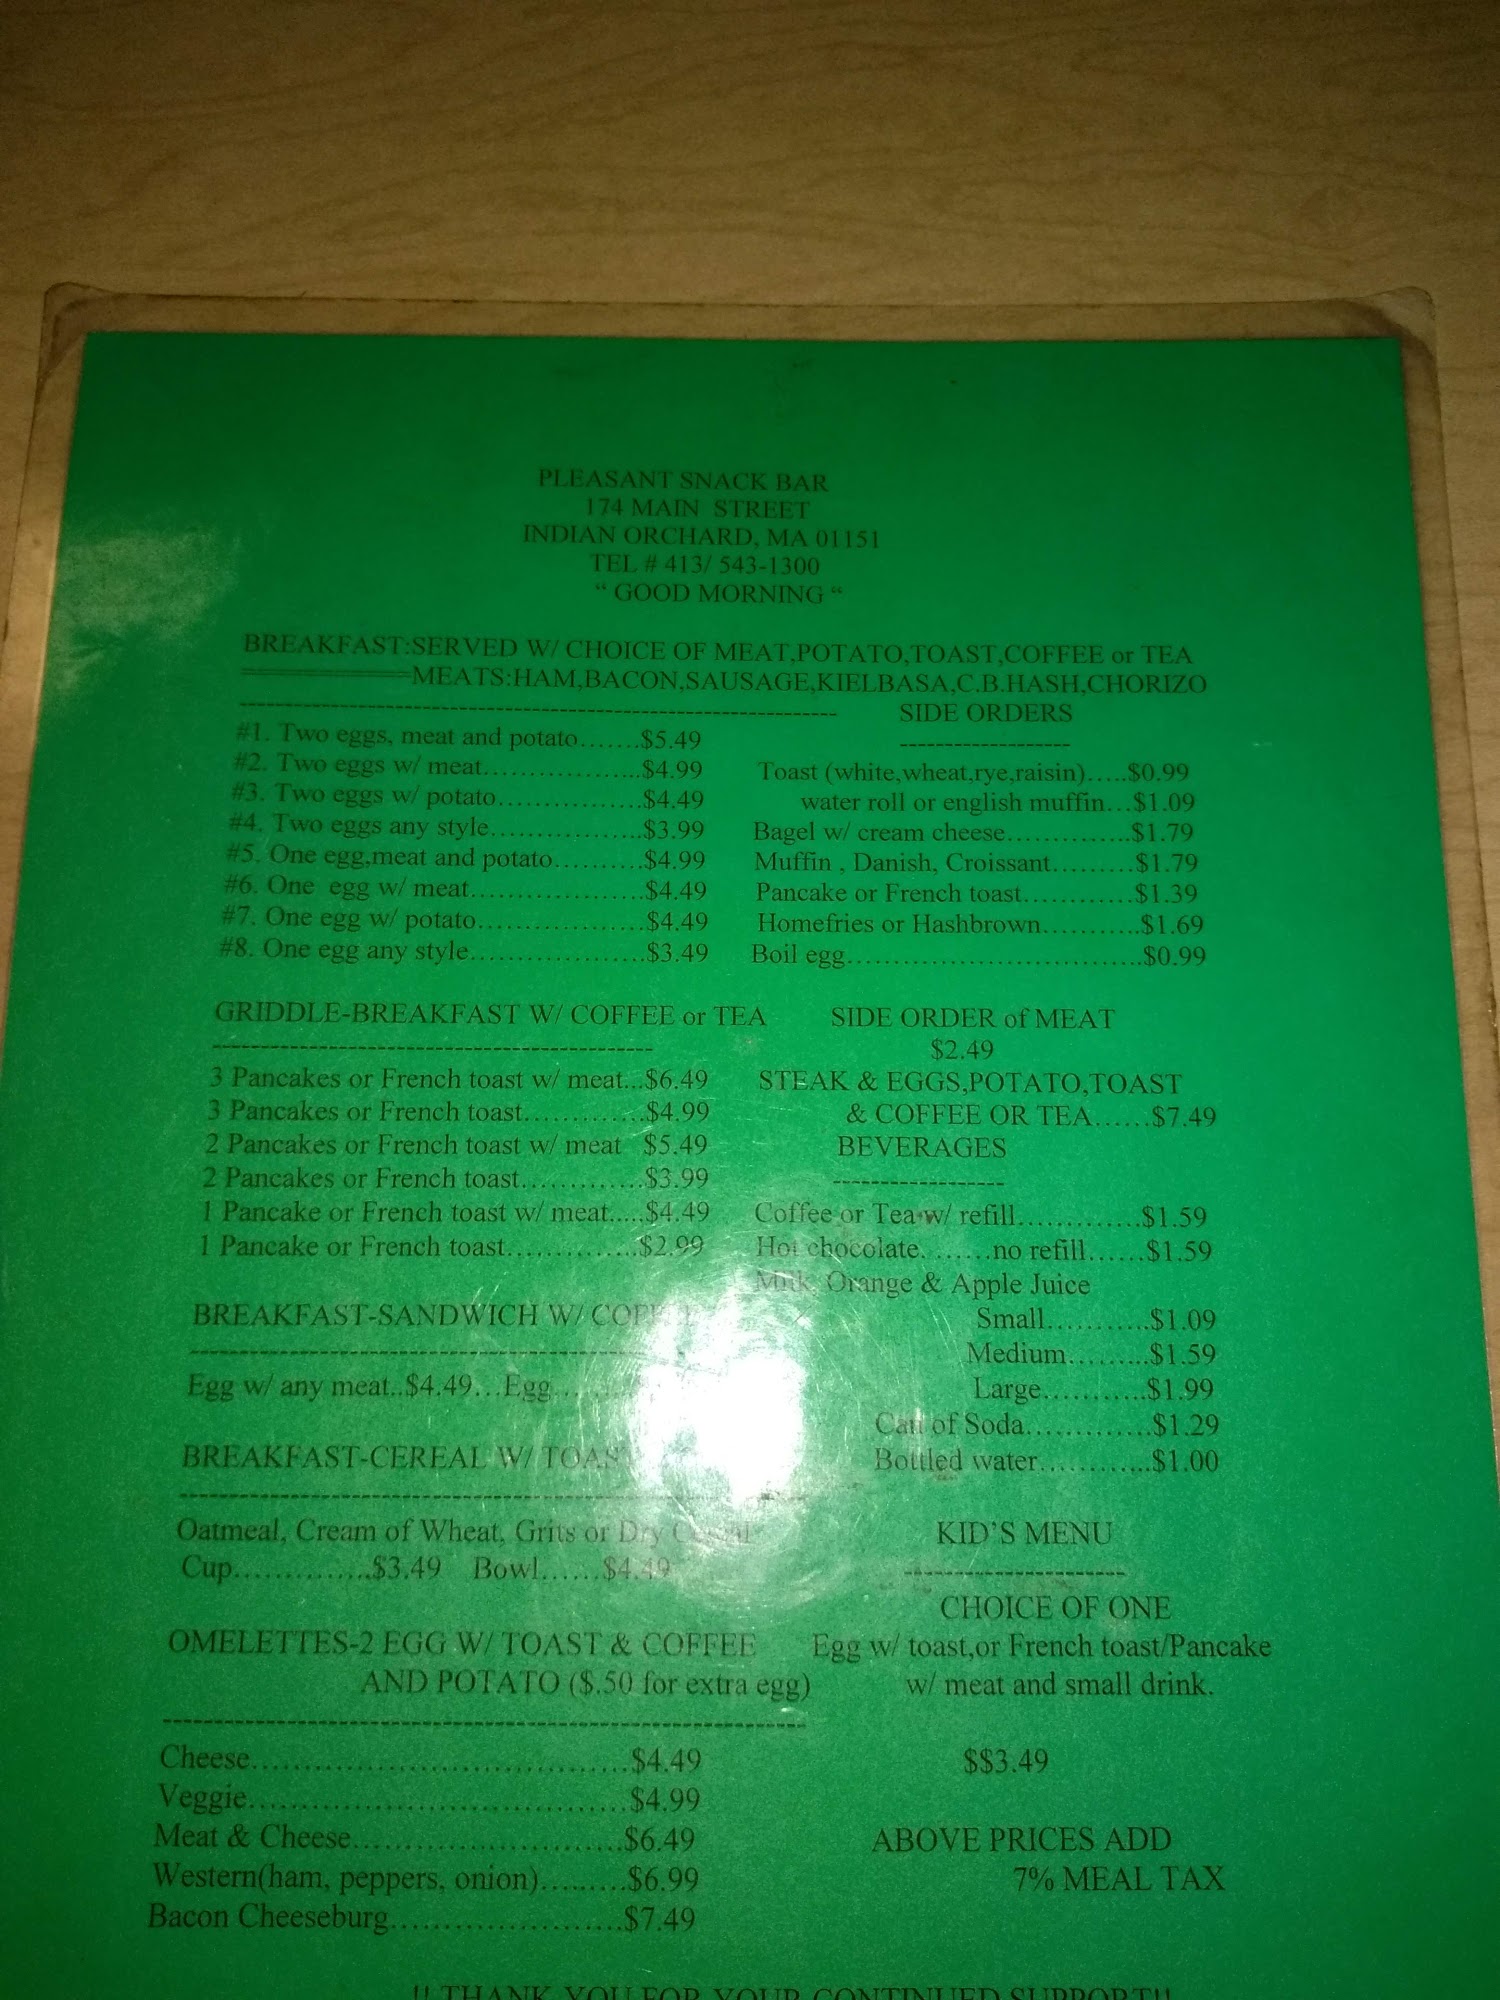 PLEASANT SNACK BAR
174 MAIN STREET
INDIAN ORCHARD, MA 01151
TEL # 413/ 543-1300
“ GOOD MORNING “
BREAKFAST:SERVED W/ CHOICE OF MEAT,POTATO,TOAST,COFFEE or TEA
==============MEATS:HAM,BACON,SAUSAGE,KIELBASA,C.B.HASH,CHORIZO
#1. Two eggs, meat and potato.......$5.49
#2. Two eggs w/ meat..................$4.99
#3. Two eggs w/ potato................$4.49
#4. Two eggs any style.................$3.99
#5. One egg,meat and potato..........$4.99
#6. One egg w/ meat....................$4.49
#7. One egg w/ potato...................$4.49
#8. One egg any style....................$3.49
GRIDDLE-BREAKFAST W/ COFFEE or TEA
3 Pancakes or French toast w/ meat...$6.49
3 Pancakes or French toast.............$4.99
2 Pancakes or French toast w/ meat $5.49
2 Pancakes or French toast.............$3.99
1 Pancake or French toast w/ meat.....$4.49
1 Pancake or French toast..............$2.99
BREAKFAST-SANDWICH W/
Egg w/ any meat..$4.49...Egg....
BREAKFAST-CEREAL W/
Oatmeal, Cream of Wheat, Grits or Dry
Cup..............$3.49 Bowl......$4.49
OMELETTES-2 EGG W/ TOAST & COFFEE
AND POTATO ($.50 for extra egg)
Cheese...................................$4.49
Veggie...................................$4.99
Meat & Cheese.........................$6.49
Western(ham, peppers, onion).........$6.99
Bacon Cheeseburg......................$7.49
SIDE ORDERS
Toast (white,wheat,rye,raisin).....$0.99
water roll or english muffin...$1.09
Bagel w/ cream cheese.............$1.79
Muffin , Danish, Croissant.........$1.79
Pancake or French toast............$1.39
Homefries or Hashbrown...........$1.69
Boil egg................................$0.99
SIDE ORDER of MEAT
$2.49
STEAK & EGGS,POTATO,TOAST
& COFFEE OR TEA......$7.49
BEVERAGES
Coffee or Tea w/ refill.............$1.59
Hot chocolate........no refill......$1.59
Milk, Orange & Apple Juice
Small...........$1.09
Medium.........$1.59
Large...........$1.99
Can of Soda.............$1.29
Bottled water............$1.00
KID’S MENU
CHOICE OF ONE
Egg w/ toast,or French toast/Pancake
w/ meat and small drink.
$$3.49
ABOVE PRICES ADD
7% MEAL TAX
!! THANK YOU FOR YOUR CONTINUED SUPPORT!!